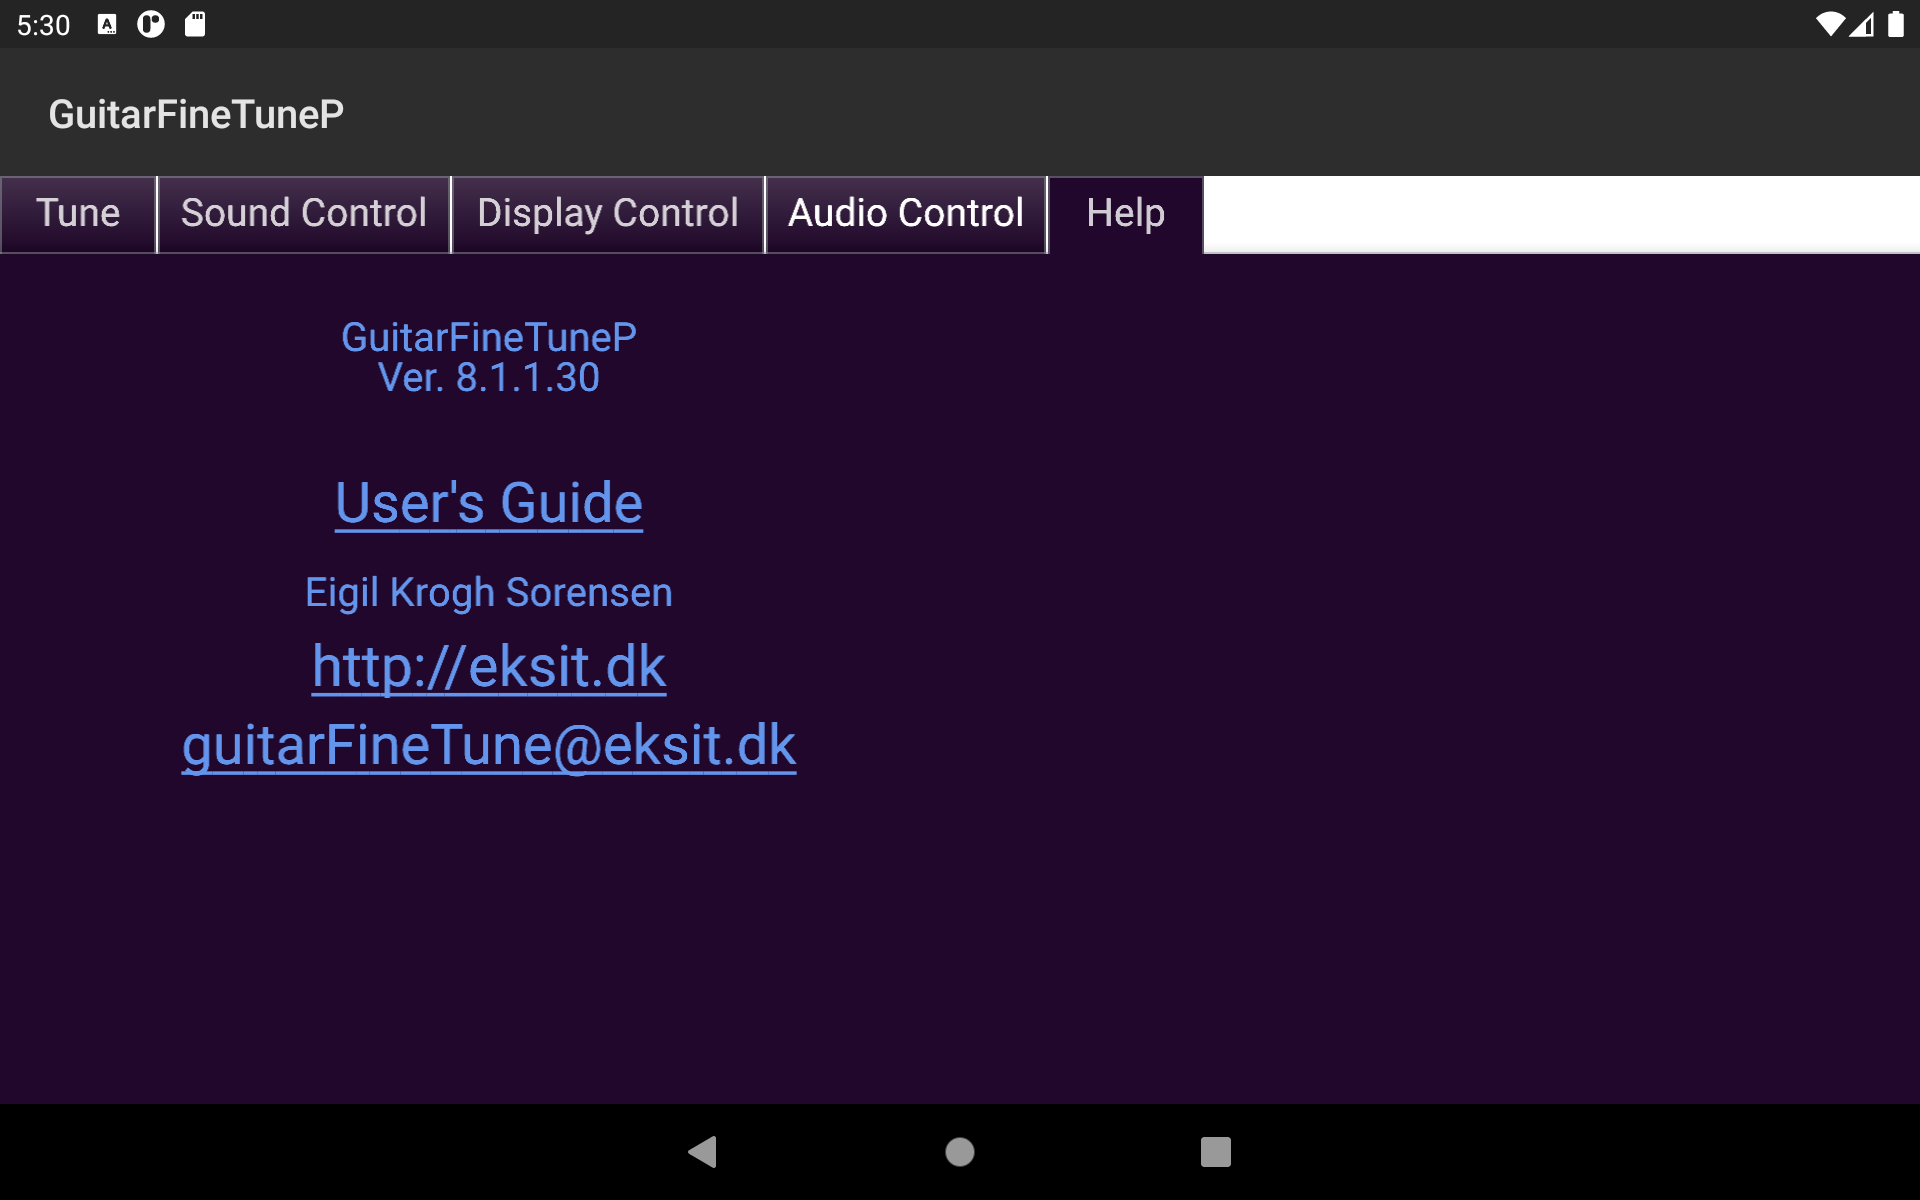 5:30
GuitarFineTuneP
Tune
Sound Control
Display Control
Audio Control
Help
GuitarFineTuneP
Ver. 8.1.1.30
User's Guide
Eigil Krogh Sorensen
http://eksit.dk
guitarFineTune@eksit.dk